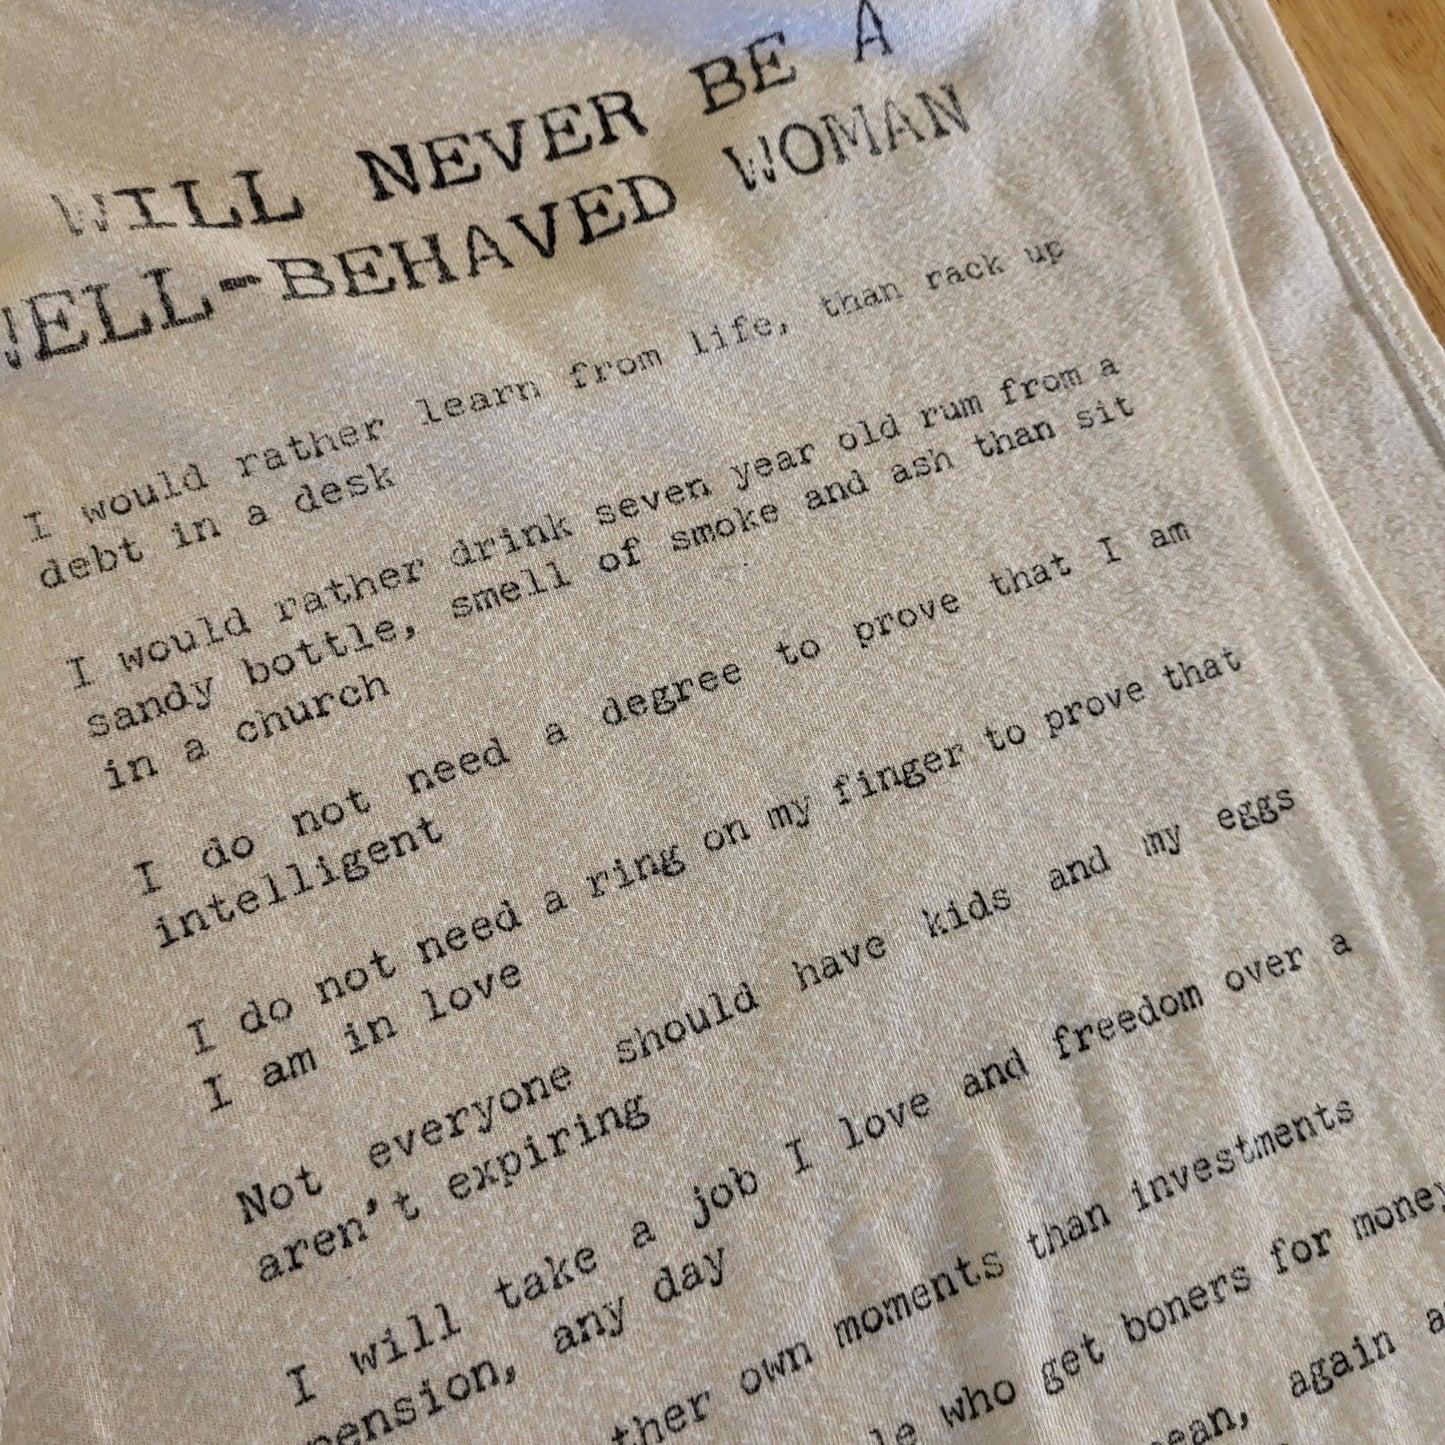 WILL NEVER BE A
WELL-BEHAVED WOMAN
I would rather learn from life, than rack up
debt in a desk
I would rather drink seven year old rum from a
sandy bottle, smell of smoke and ash than sit
in a church
I do not need a degree to prove that I am
intelligent
I do not need a ring on my finger to prove that
I am in love
Not everyone should have kids and my eggs
aren't expiring
I will take a job I love and freedom over a
pension, any day
own moments than investments
who get boners for money
again